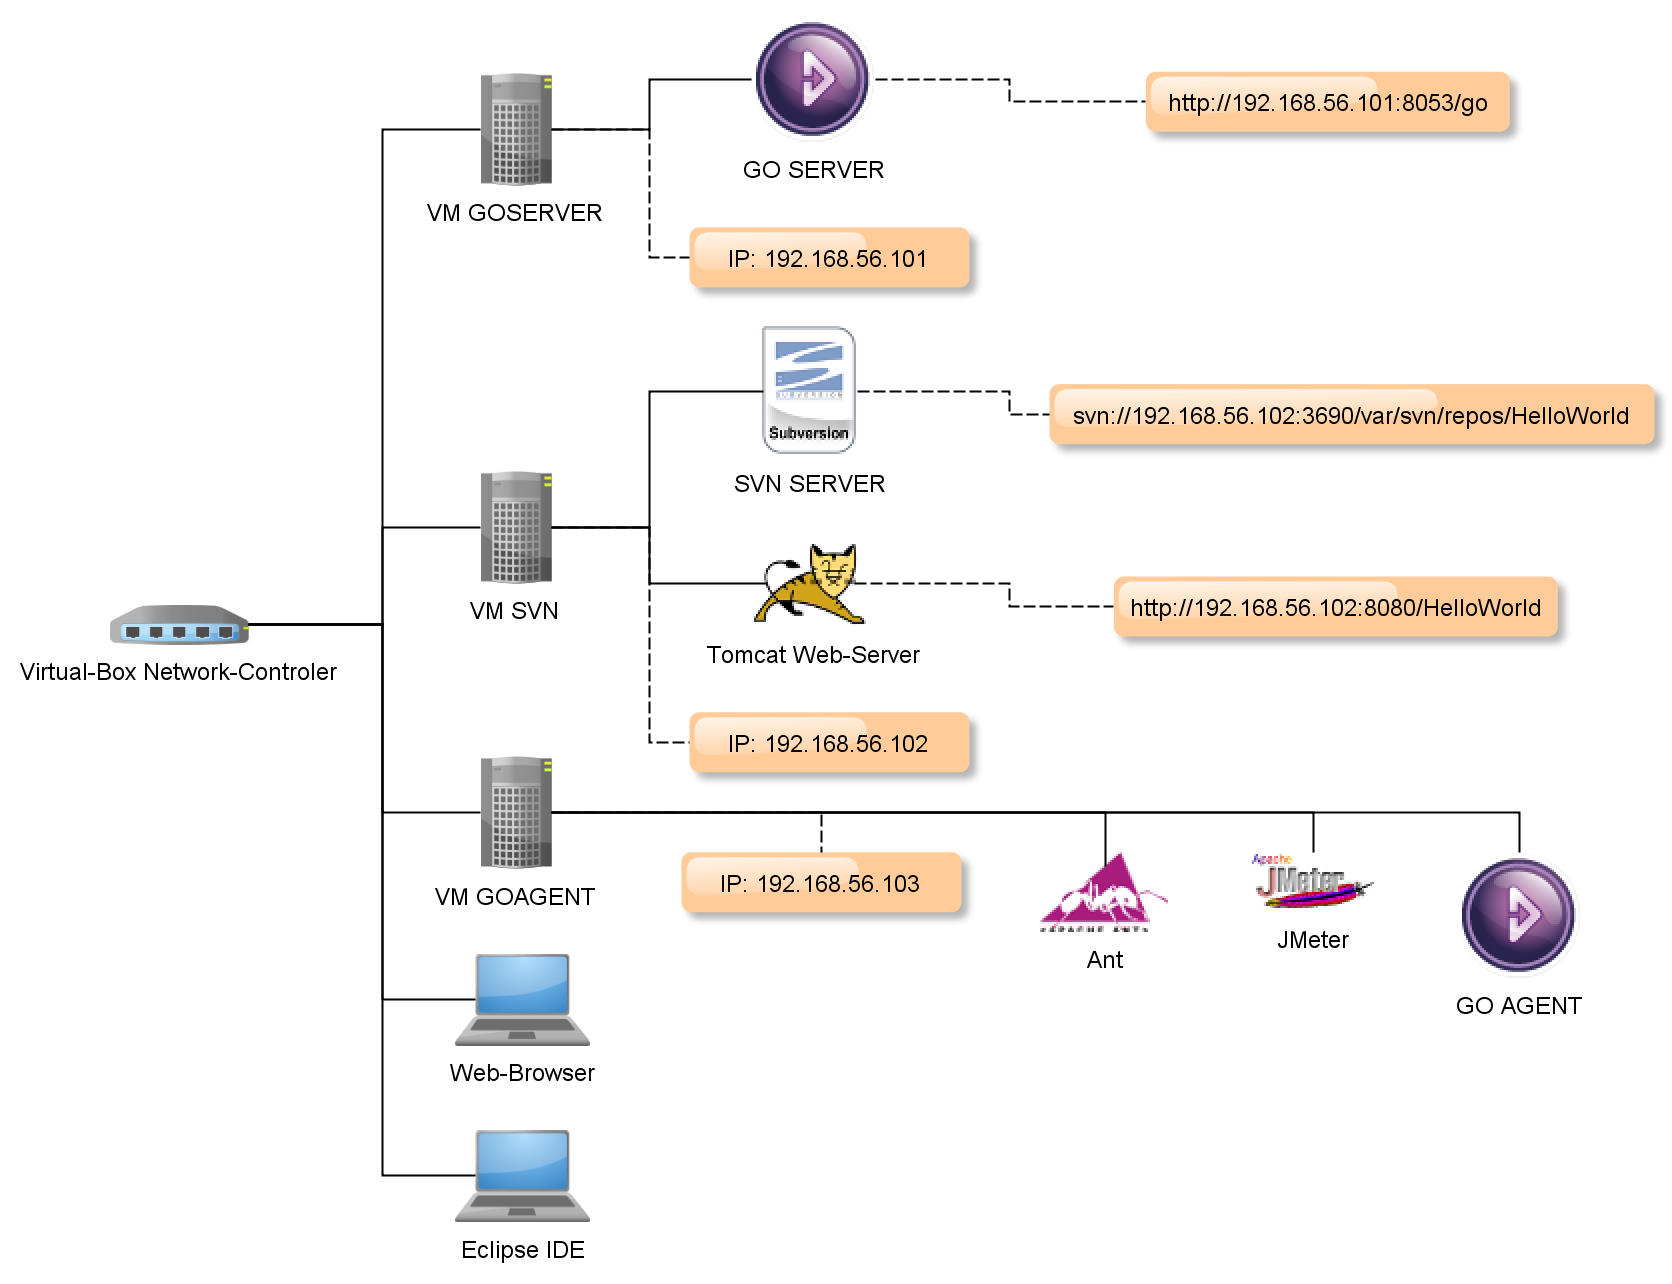 http://192.168.56.101:8053/go
GO SERVER
VM GOSERVER
IP: 192.168.56.101
Subversion
svn://192.168.56.102:3690/var/svn/repos/HelloWorld
SVN SERVER
VM SVN
http://192.168.56.102:8080/HelloWorld
Tomcat Web-Server
Virtual-Box Network-Controler
IP: 192.168.56.102
VM GOAGENT
IP: 192.168.56.103
Apache
JMeter
APACHE ANT
Ant
JMeter
GO AGENT
Web-Browser
Eclipse IDE